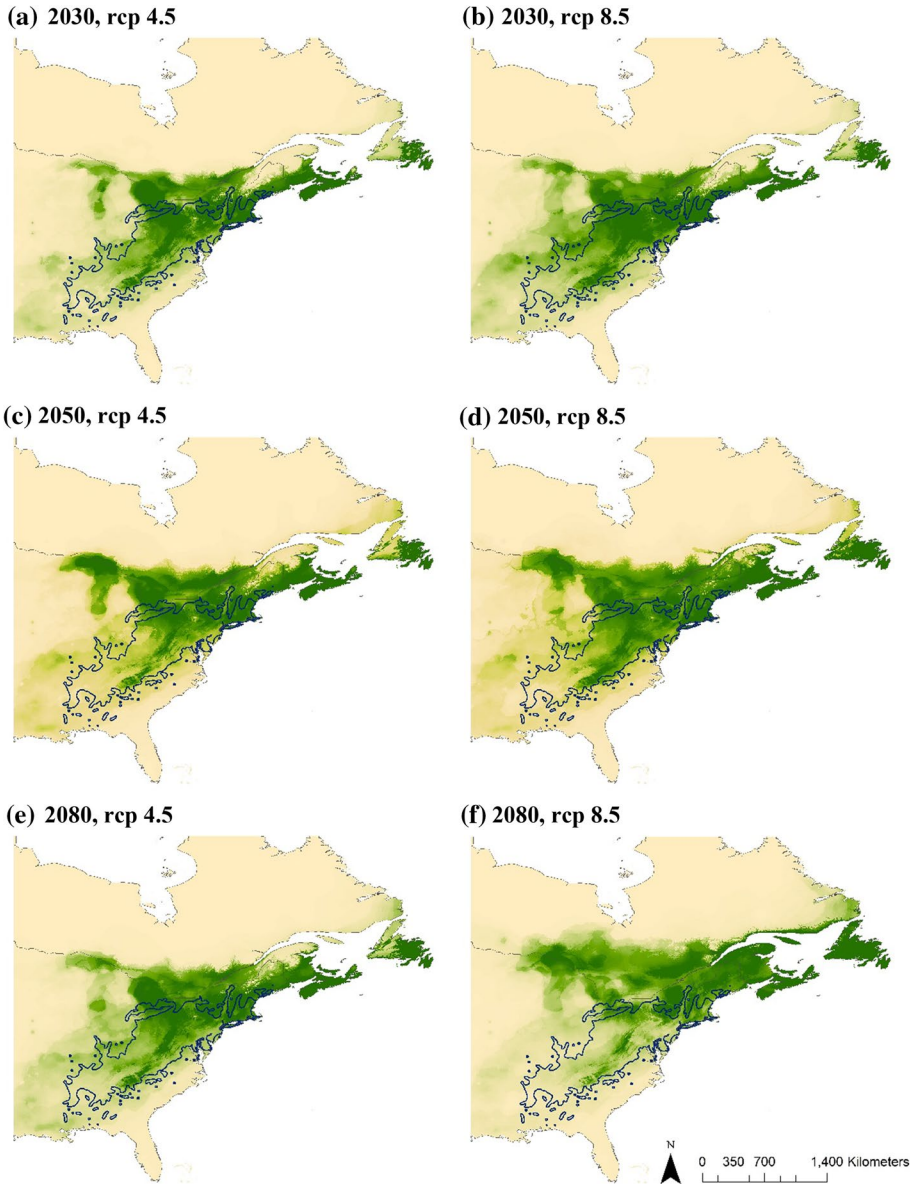 (a) 2030, rcp 4.5
(b) 2030, rcp 8.5
(c) 2050, rcp 4.5
(d) 2050, rcp 8.5
(e) 2080, rcp 4.5
(f) 2080, rcp 8.5
N
0 350 700 1,400 Kilometers